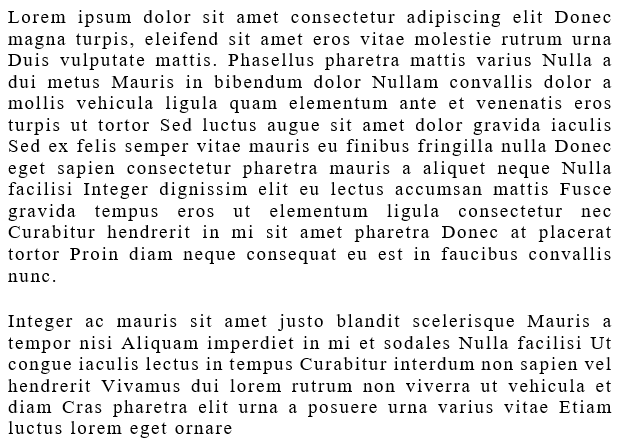 Lorem ipsum dolor sit amet consectetur adipiscing elit Donec
magna turpis, eleifend sit amet eros vitae molestie rutrum urna
Duis vulputate mattis. Phasellus pharetra mattis varius Nulla a
dui metus Mauris in bibendum dolor Nullam convallis dolor a
mollis vehicula ligula quam elementum ante et venenatis eros
turpis ut tortor Sed luctus augue sit amet dolor gravida iaculis
Sed ex felis semper vitae mauris eu finibus fringilla nulla Donec
eget sapien consectetur pharetra mauris a aliquet neque Nulla
facilisi Integer dignissim elit eu lectus accumsan mattis Fusce
gravida tempus eros ut elementum ligula consectetur nec
Curabitur hendrerit in mi sit amet pharetra Donec at placerat
tortor Proin diam neque consequat eu est in faucibus convallis
nunc.

Integer ac mauris sit amet justo blandit scelerisque Mauris a
tempor nisi Aliquam imperdiet in mi et sodales Nulla facilisi Ut
congue iaculis lectus in tempus Curabitur interdum non sapien vel
hendrerit Vivamus dui lorem rutrum non viverra ut vehicula et
diam Cras pharetra elit urna a posuere urna varius vitae Etiam
luctus lorem eget ornare